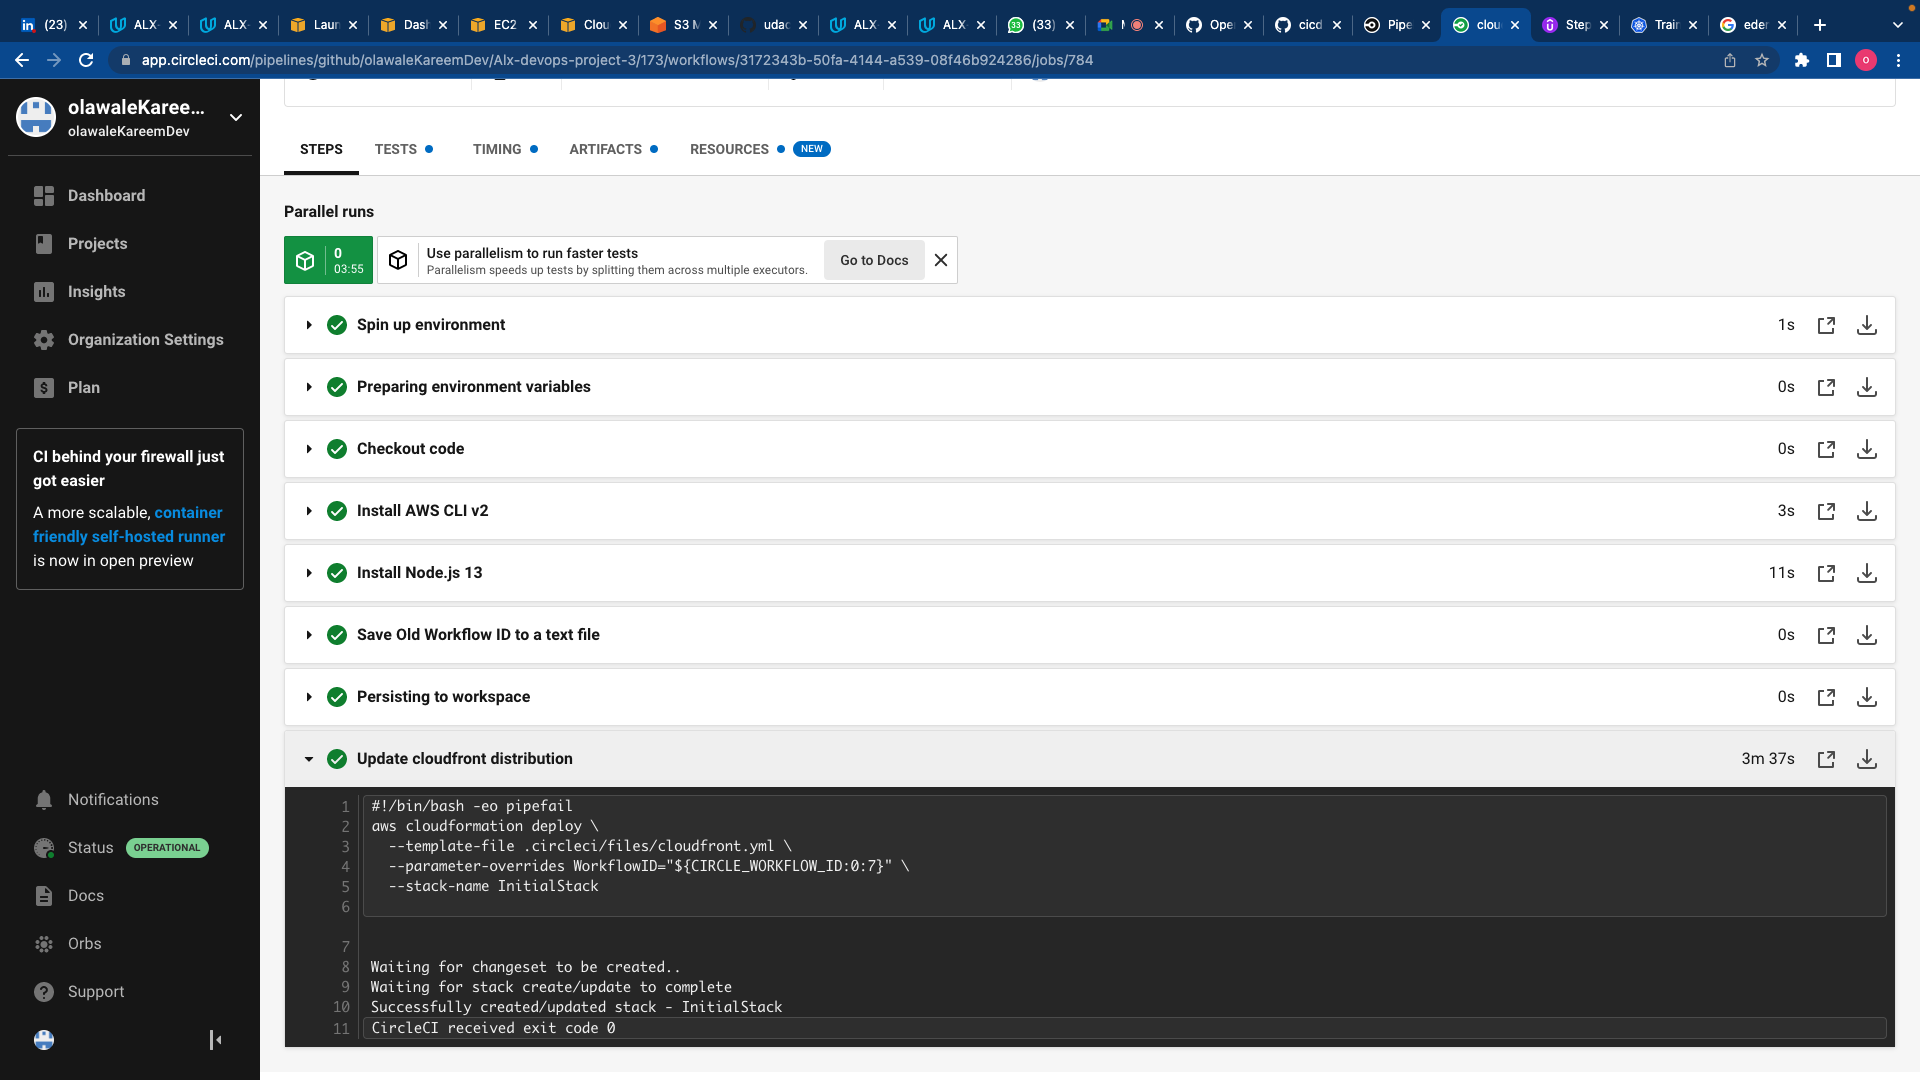 (23)
ALX-
ALX-
Laun
Dash
EC2
Clou
S3 M
udac
ALX
ALX-
33
(33)
M
Ope
cicd
Pipe
clou
Step
Train
eder
app.circleci.com/pipelines/github/olawaleKareemDev/Alx-devops-project-3/173/workflows/3172343b-50fa-4144-a539-08f46b924286/jobs/784
O
olawaleKaree...
olawaleKareemDev
Dashboard
Projects
Insights
Organization Settings
Plan
CI behind your firewall just
got easier
A more scalable, container
friendly self-hosted runner
is now in open preview
Notifications
Status OPERATIONAL
Docs
Orbs
Support
STEPS
TESTS
TIMING
ARTIFACTS
RESOURCES
NEW
Parallel runs
0
03:55
Use parallelism to run faster tests
Parallelism speeds up tests by splitting them across multiple executors.
Go to Docs
Spin up environment 1s
Preparing environment variables 0s
Checkout code 0s
Install AWS CLI v2 3s
Install Node.js 13 11s
Save Old Workflow ID to a text file 0s
Persisting to workspace 0s
Update cloudfront distribution 3m 37s
1 #!/bin/bash -eo pipefail
2 aws cloudformation deploy \
3 --template-file .circleci/files/cloudfront.yml \
4 --parameter-overrides WorkflowID="${CIRCLE_WORKFLOW_ID:0:7}" \
5 --stack-name InitialStack
6
7
8 Waiting for changeset to be created..
9 Waiting for stack create/update to complete
10 Successfully created/updated stack - InitialStack
11 CircleCI received exit code 0